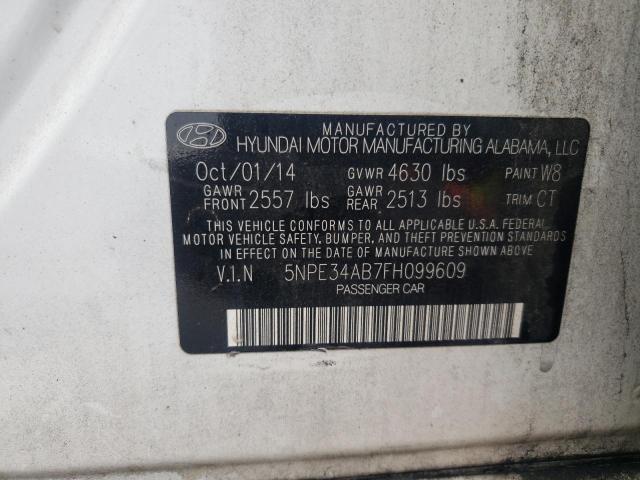 MANUFACTURED BY
HYUNDAI MOTOR MANUFACTURING ALABAMA, LLC
Oct/01/14 GVWR 4630 lbs PAINT W8
GAWR FRONT 2557 lbs GAWR REAR 2513 lbs TRIM CT
THIS VEHICLE CONFORMS TO ALL APPLICABLE U.S.A. FEDERAL
MOTOR VEHICLE SAFETY, BUMPER, AND THEFT PREVENTION STANDARDS
IN EFFECT ON THE DATE OF MANUFACTURE SHOWN ABOVE.
V.I.N 5NPE34AB7FH099609
PASSENGER CAR